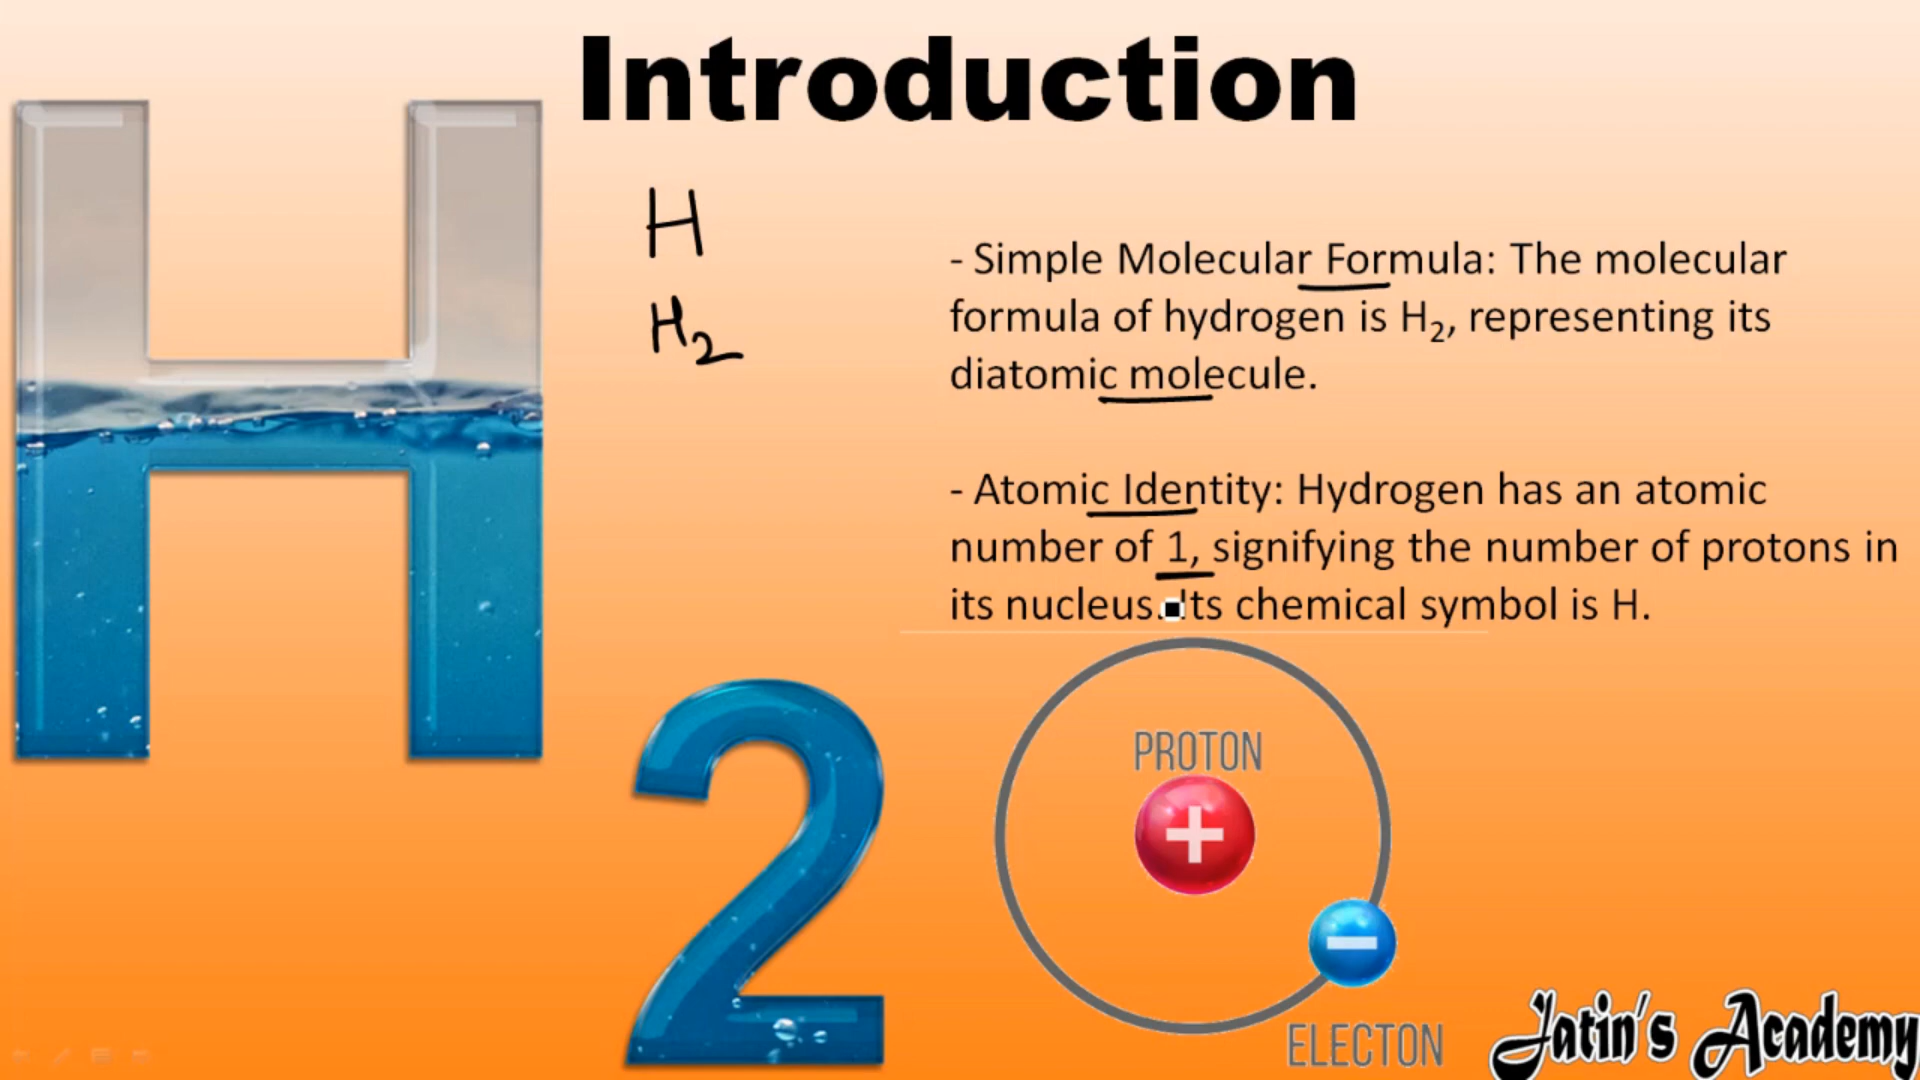 Introduction
H
H₂
- Simple Molecular Formula: The molecular
formula of hydrogen is H₂, representing its
diatomic molecule.
- Atomic Identity: Hydrogen has an atomic
number of 1, signifying the number of protons in
its nucleus. Its chemical symbol is H.
H
2
PROTON
+
−
ELECTON
Jatin's Academy